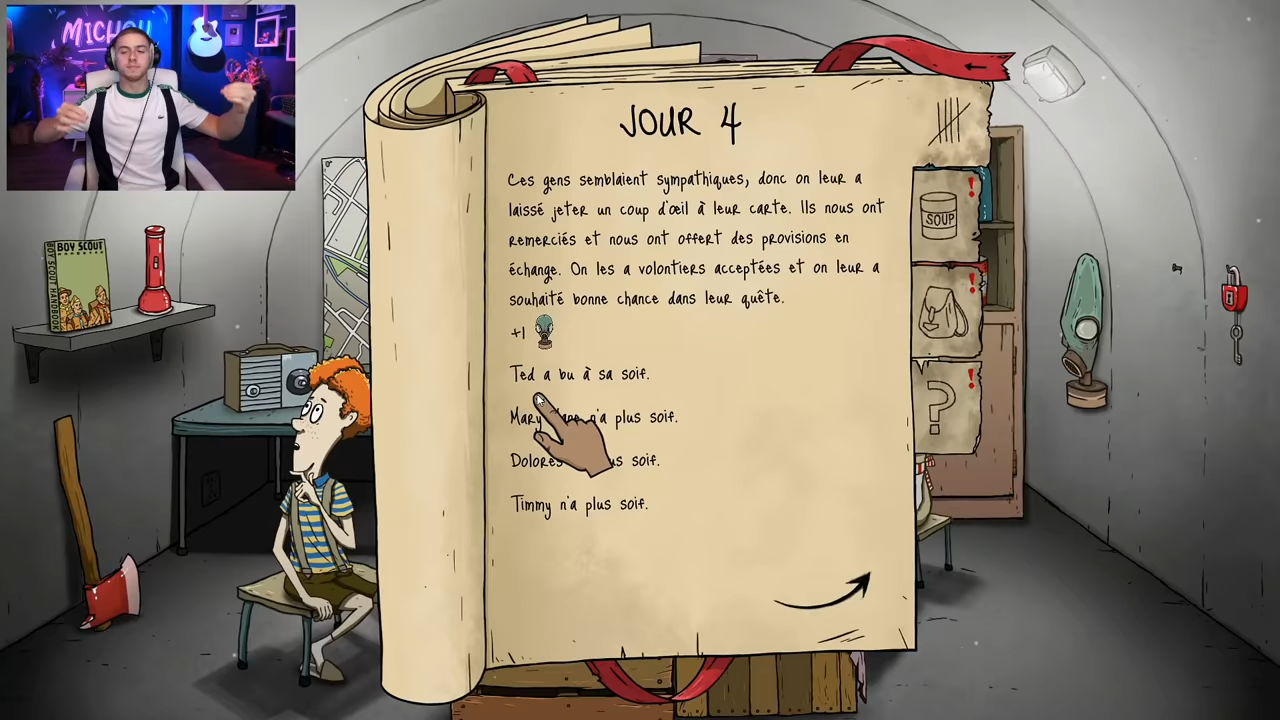 MICHOU
JOUR 4
Ces gens semblaient sympathiques, donc on leur a
laissé jeter un coup d'œil à leur carte. Ils nous ont
remerciés et nous ont offert des provisions en
échange. On les a volontiers acceptées et on leur a
souhaité bonne chance dans leur quête.
+1
Ted a bu à sa soif.
Mary n'a plus soif.
Dolores soif.
Timmy n'a plus soif.
SOUP
!
!
!
?
BOY SCOUT
BOY SCOUT HANDBOOK